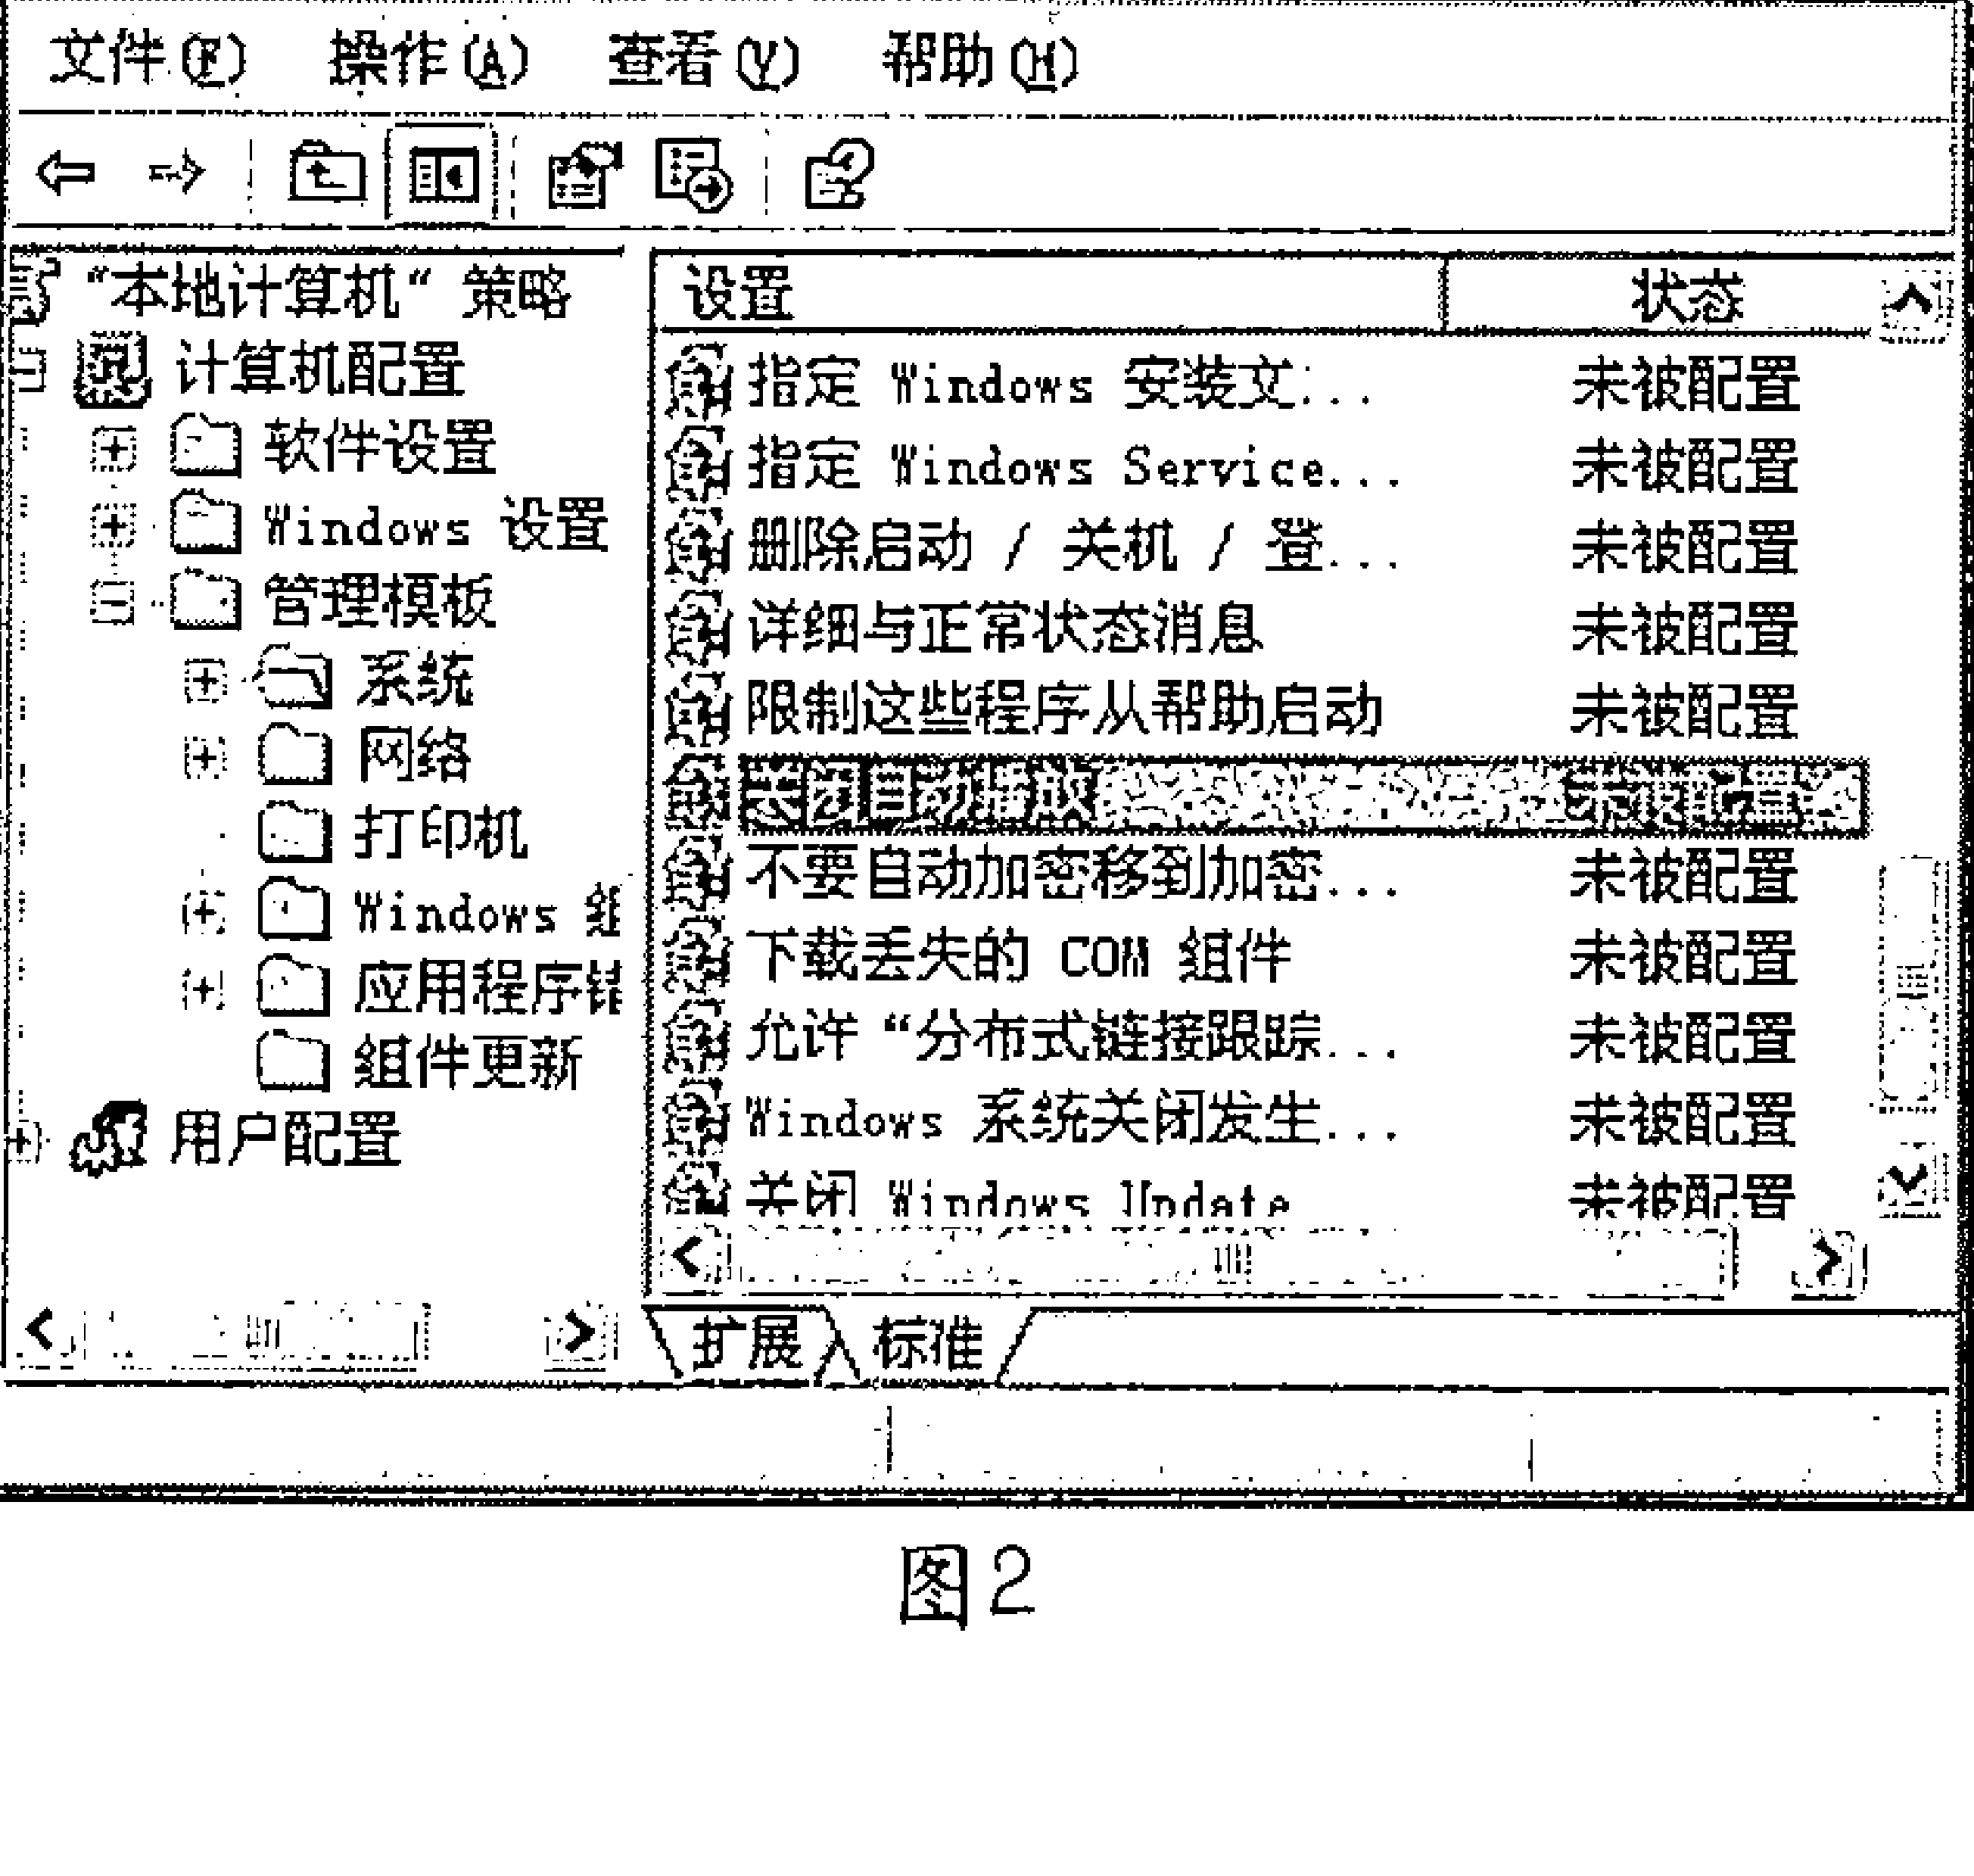 文件(F) 操作(A) 查看(V) 帮助(H)
“本地计算机“ 策略
计算机配置
软件设置
Windows 设置
管理模板
系统
网络
打印机
Windows 组
应用程序错
组件更新
用户配置
设置 状态
指定 Windows 安装文... 未被配置
指定 Windows Service... 未被配置
删除启动 / 关机 / 登... 未被配置
详细与正常状态消息 未被配置
限制这些程序从帮助启动 未被配置
关闭自动播放 未被配置
不要自动加密移到加密... 未被配置
下载丢失的 COM 组件 未被配置
允许 “分布式链接跟踪... 未被配置
Windows 系统关闭发生... 未被配置
关闭 Windows Update 未被配置
扩展 标准
图2